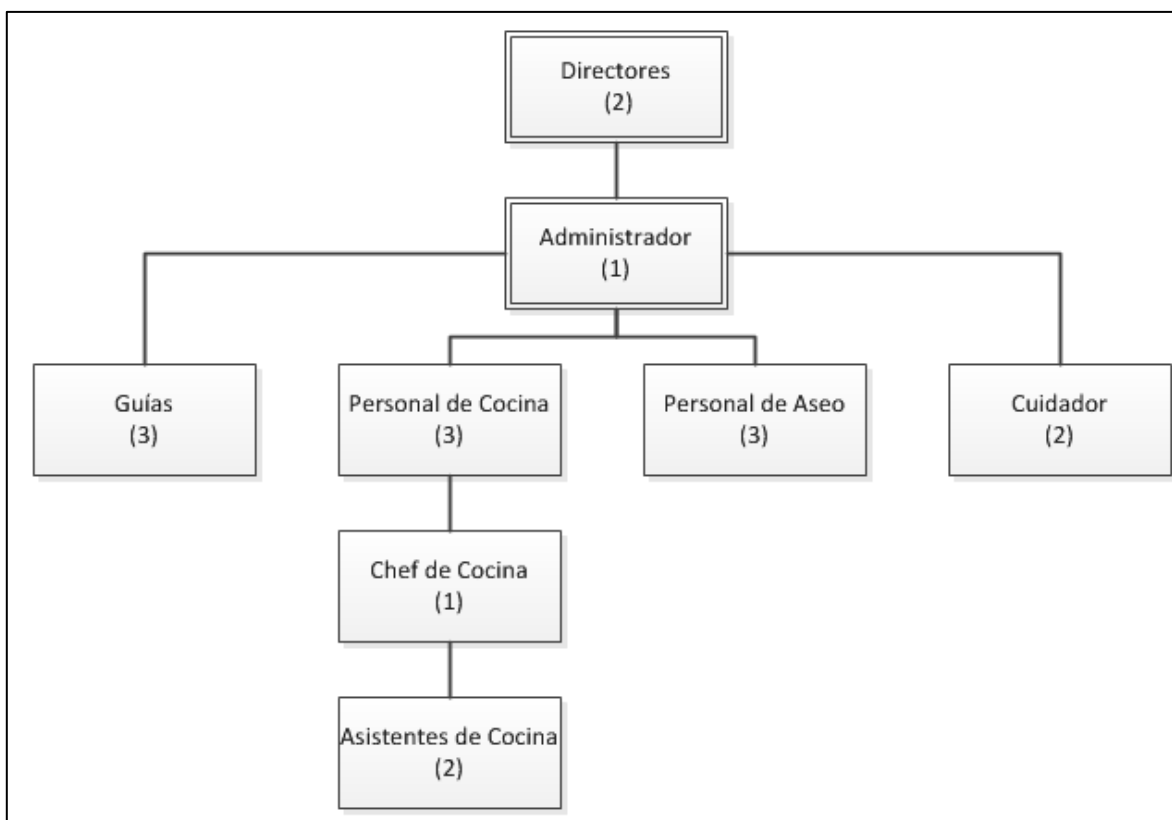 Directores
(2)
Administrador
(1)
Guías
(3)
Personal de Cocina
(3)
Personal de Aseo
(3)
Cuidador
(2)
Chef de Cocina
(1)
Asistentes de Cocina
(2)